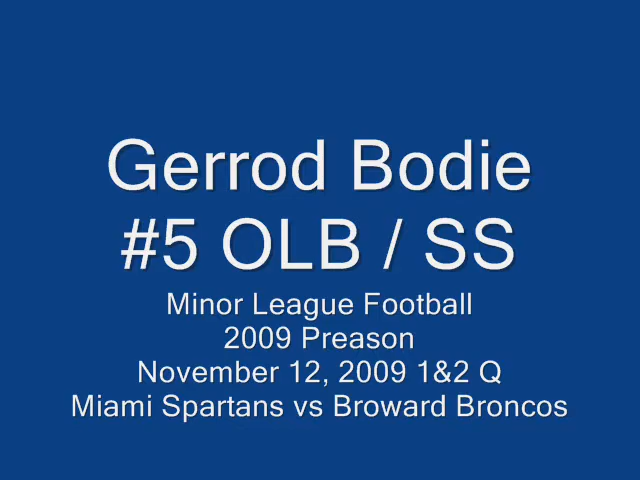 Gerrod Bodie
#5 OLB / SS
Minor League Football
2009 Preason
November 12, 2009 1&2 Q
Miami Spartans vs Broward Broncos